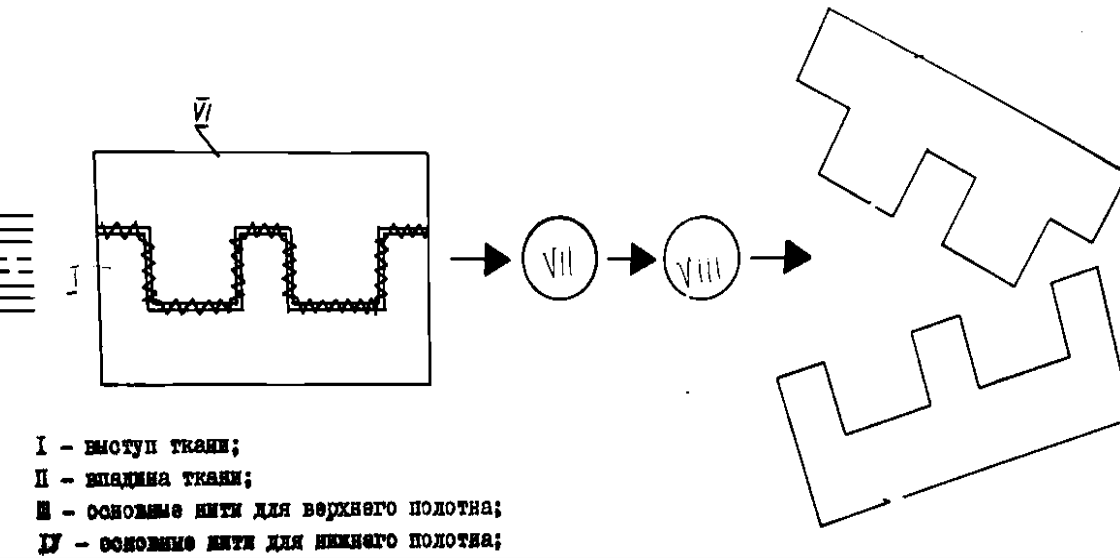 VI
I
VII
VIII
I - выступ ткани;
II - впадина ткани;
III - основные нити для верхнего полотна;
IУ - основные нити для нижнего полотна;